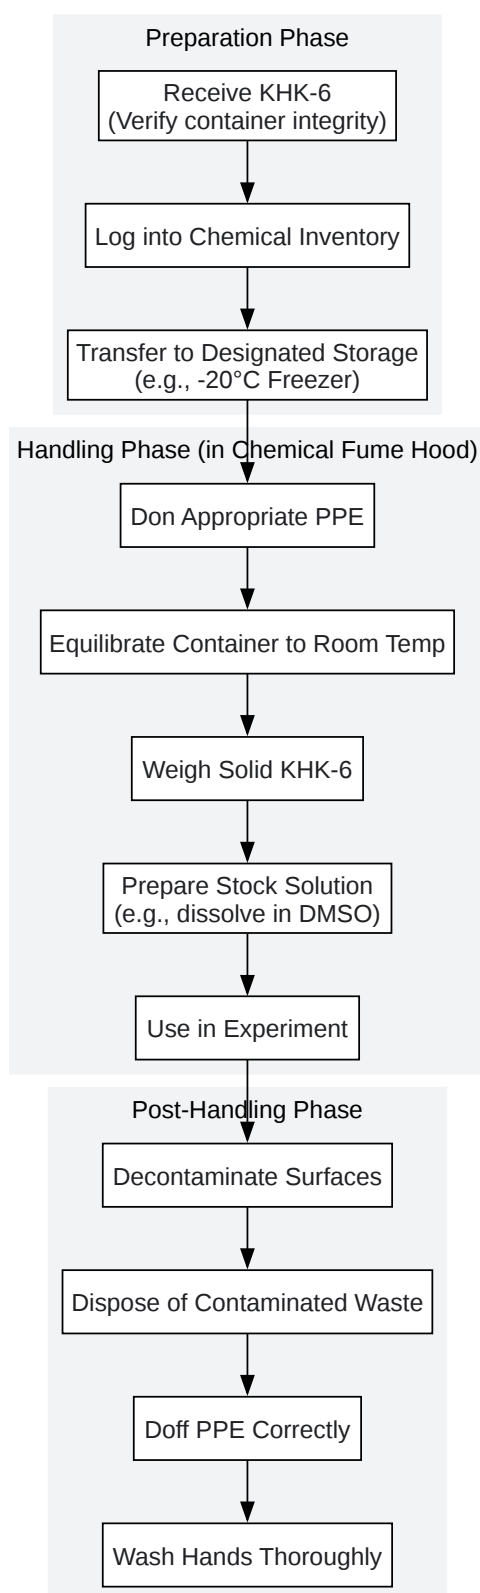 Preparation Phase
Receive KHK-6
(Verify container integrity)
Log into Chemical Inventory
Transfer to Designated Storage
(e.g., -20°C Freezer)
Handling Phase (in Chemical Fume Hood)
Don Appropriate PPE
Equilibrate Container to Room Temp
Weigh Solid KHK-6
Prepare Stock Solution
(e.g., dissolve in DMSO)
Use in Experiment
Post-Handling Phase
Decontaminate Surfaces
Dispose of Contaminated Waste
Doff PPE Correctly
Wash Hands Thoroughly